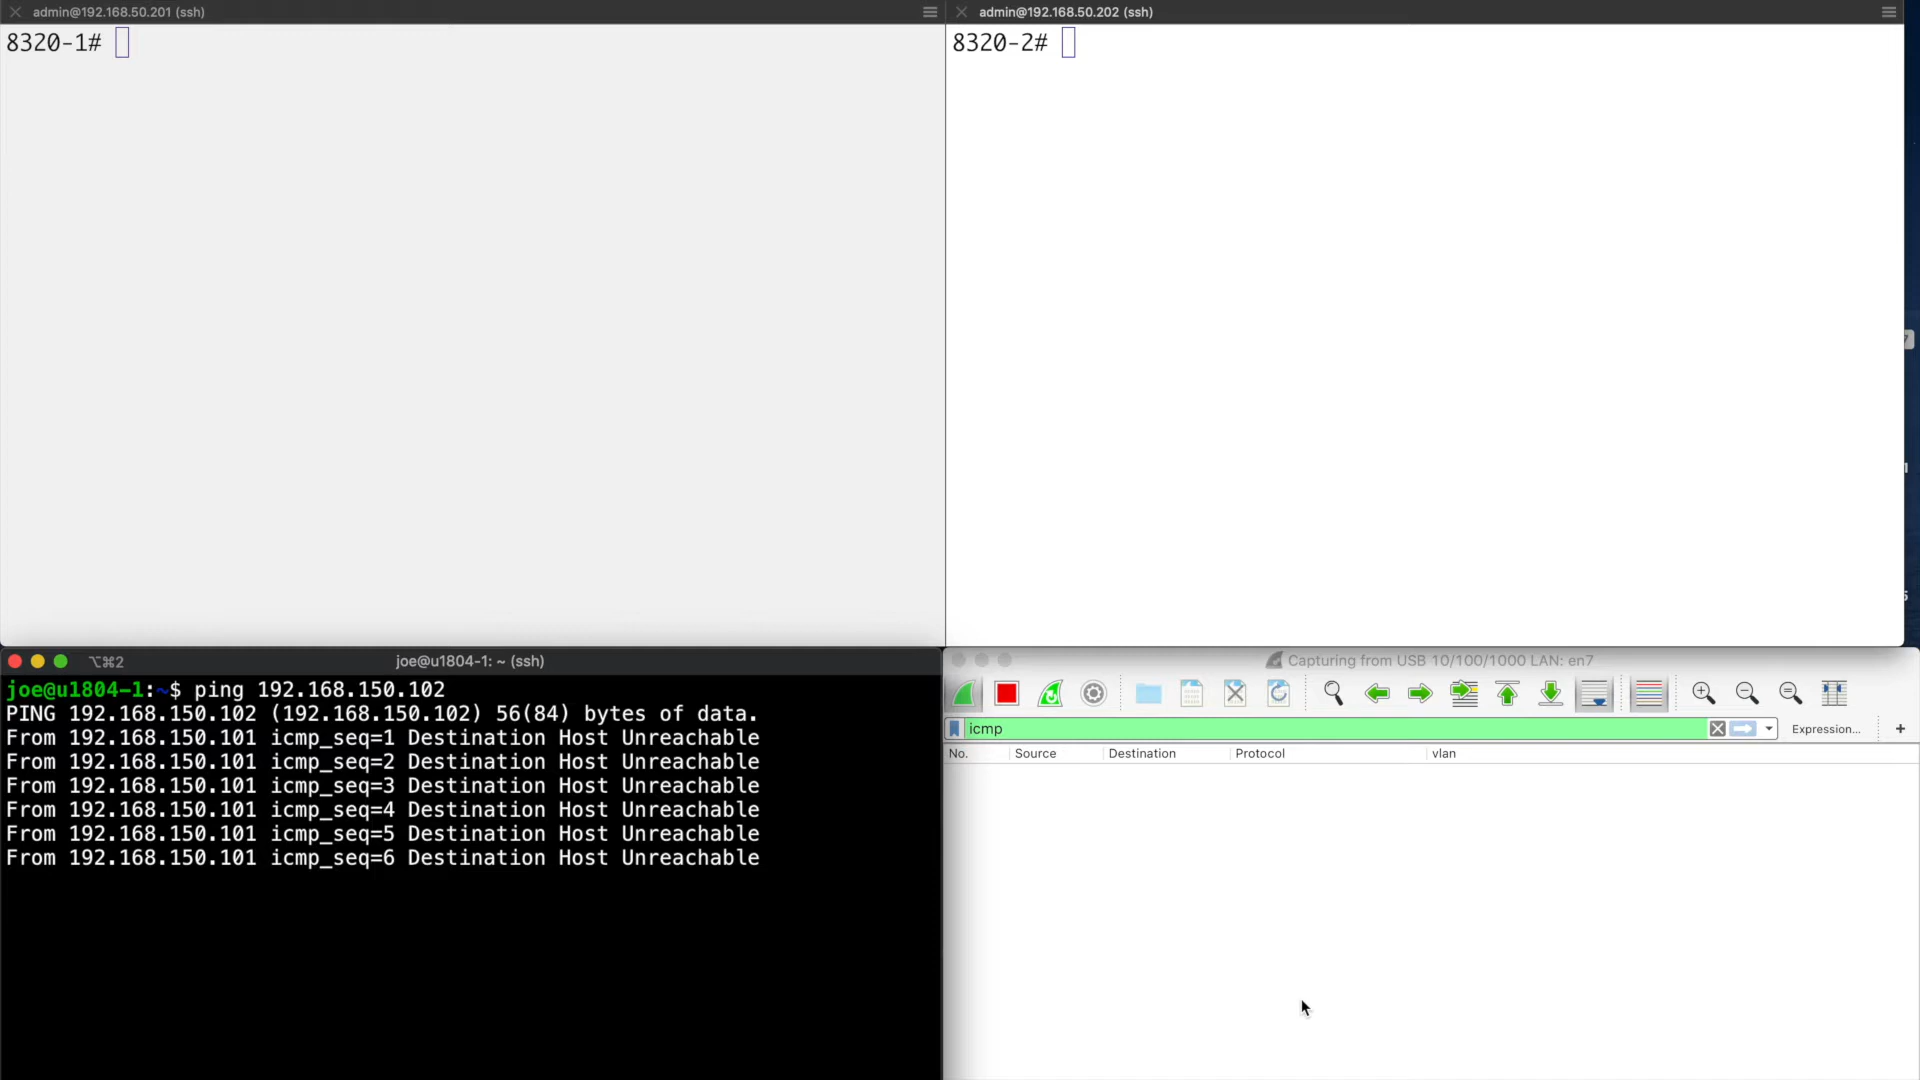 admin@192.168.50.201 (ssh)
8320-1#
admin@192.168.50.202 (ssh)
8320-2#
⌥⌘2
joe@u1804-1: ~ (ssh)
joe@u1804-1:~$ ping 192.168.150.102
PING 192.168.150.102 (192.168.150.102) 56(84) bytes of data.
From 192.168.150.101 icmp_seq=1 Destination Host Unreachable
From 192.168.150.101 icmp_seq=2 Destination Host Unreachable
From 192.168.150.101 icmp_seq=3 Destination Host Unreachable
From 192.168.150.101 icmp_seq=4 Destination Host Unreachable
From 192.168.150.101 icmp_seq=5 Destination Host Unreachable
From 192.168.150.101 icmp_seq=6 Destination Host Unreachable
Capturing from USB 10/100/1000 LAN: en7
icmp
Expression...
+
No. Source Destination Protocol vlan